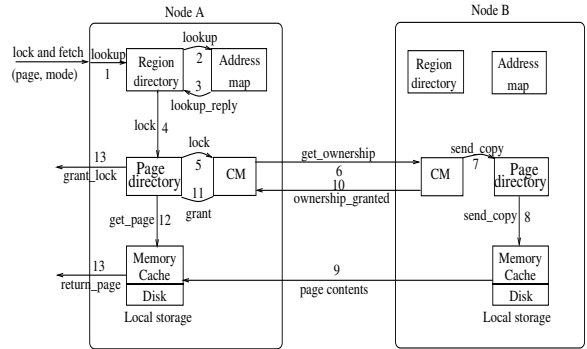 Node A
Node B
lock and fetch
(page, mode)
lookup
1
Region
directory
lookup
2
3
lookup_reply
Address
map
Region
directory
Address
map
lock
4
13
grant_lock
Page
directory
lock
5
11
grant
CM
get_ownership
6
10
ownership_granted
CM
send_copy
7
Page
directory
get_page
12
send_copy
8
13
return_page
Memory
Cache
Disk
Local storage
9
page contents
Memory
Cache
Disk
Local storage